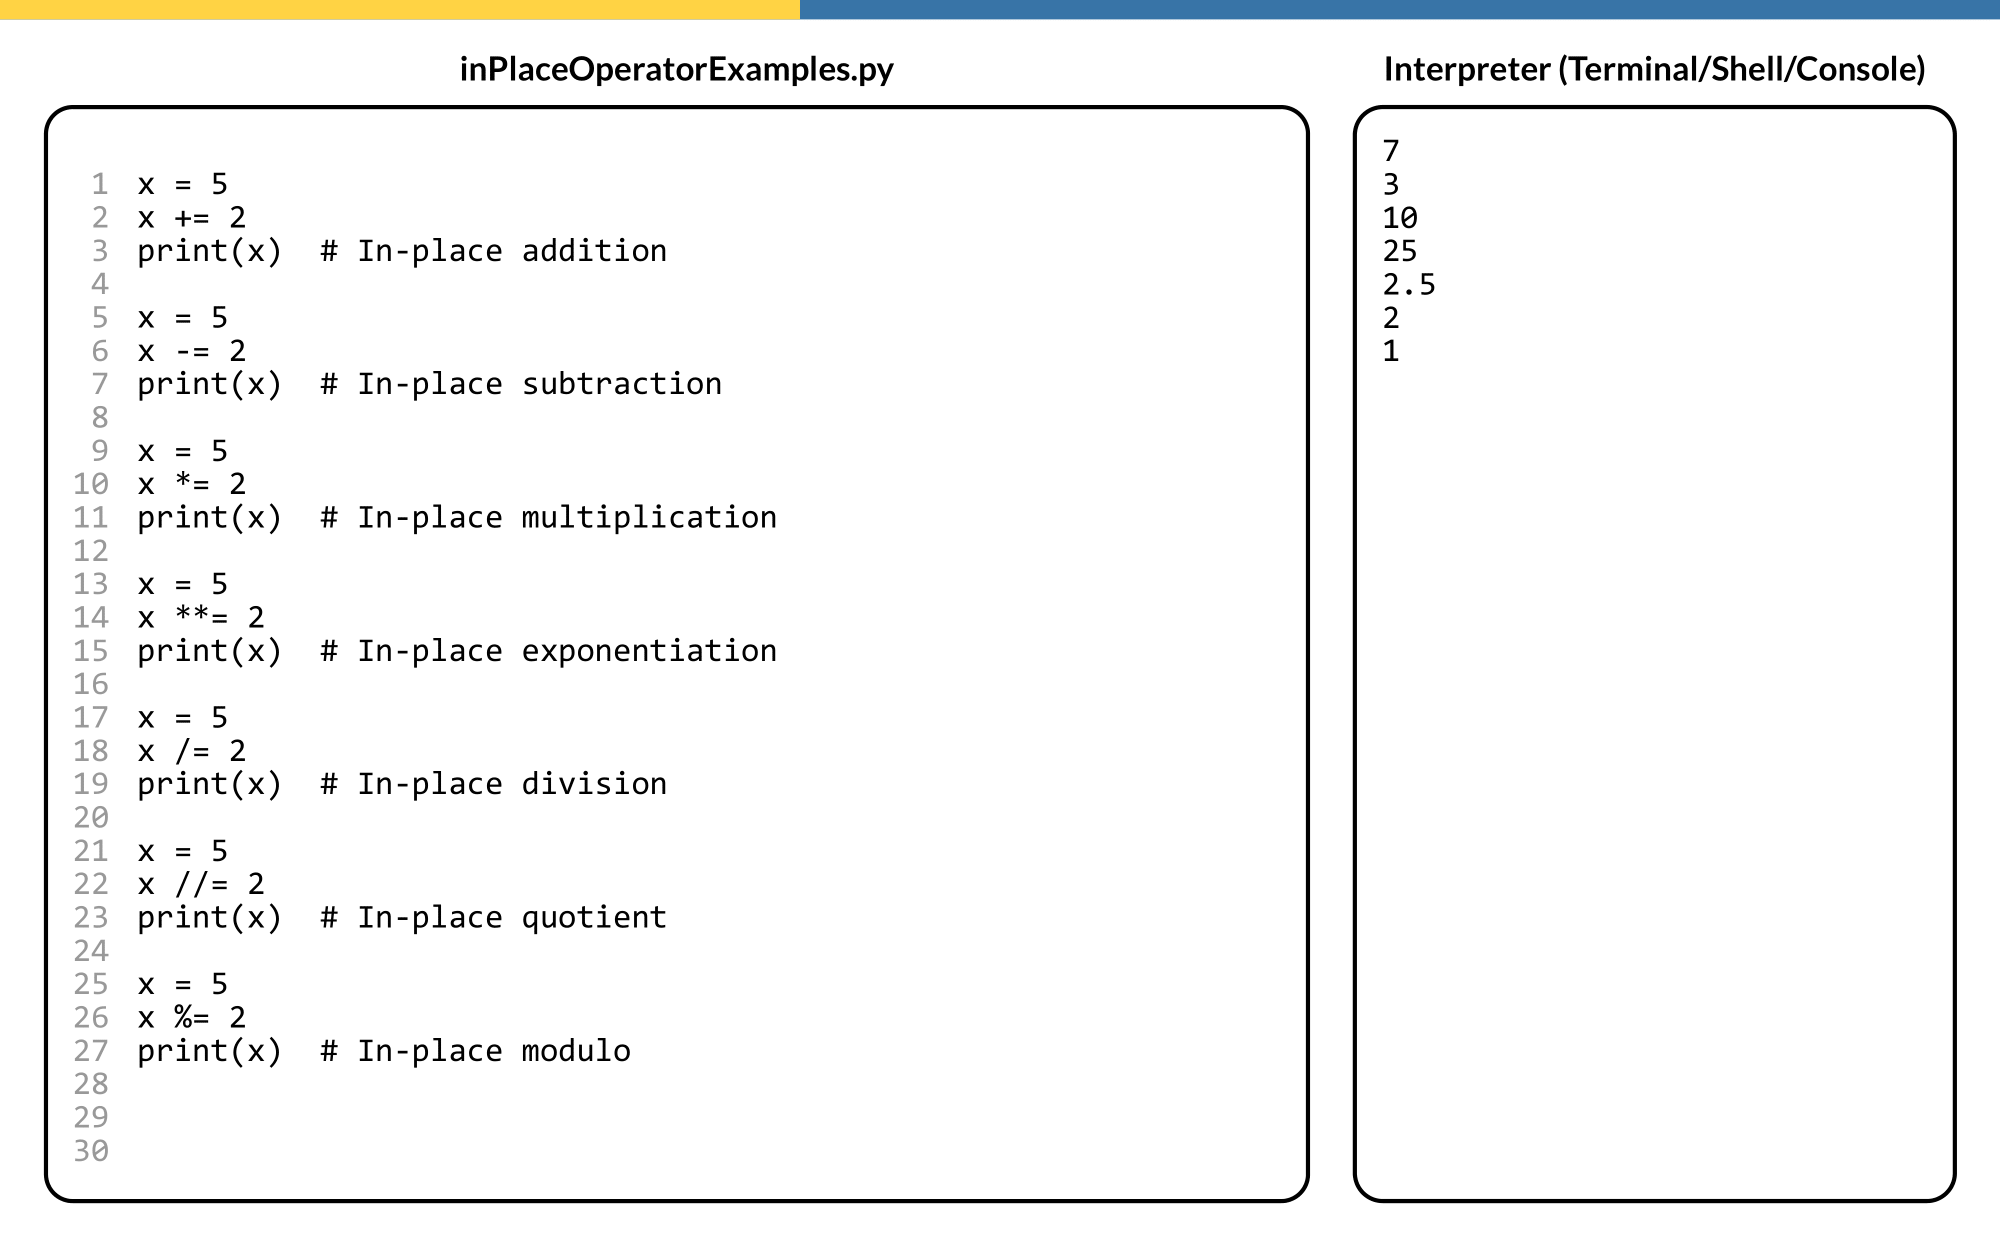 inPlaceOperatorExamples.py
1 x = 5
2 x += 2
3 print(x)  # In-place addition
4
5 x = 5
6 x -= 2
7 print(x)  # In-place subtraction
8
9 x = 5
10 x *= 2
11 print(x)  # In-place multiplication
12
13 x = 5
14 x **= 2
15 print(x)  # In-place exponentiation
16
17 x = 5
18 x /= 2
19 print(x)  # In-place division
20
21 x = 5
22 x //= 2
23 print(x)  # In-place quotient
24
25 x = 5
26 x %= 2
27 print(x)  # In-place modulo
28
29
30
Interpreter (Terminal/Shell/Console)
7
3
10
25
2.5
2
1